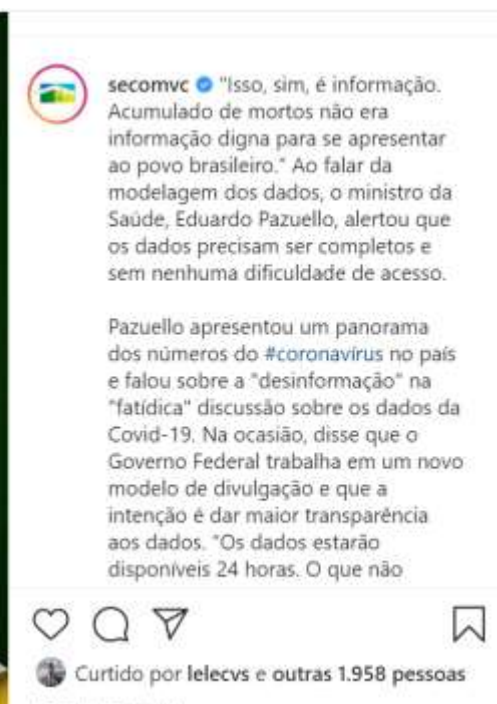 secomvc "Isso, sim, é informação.
Acumulado de mortos não era
informação digna para se apresentar
ao povo brasileiro." Ao falar da
modelagem dos dados, o ministro da
Saúde, Eduardo Pazuello, alertou que
os dados precisam ser completos e
sem nenhuma dificuldade de acesso.
Pazuello apresentou um panorama
dos números do #coronavírus no país
e falou sobre a "desinformação" na
"fatídica" discussão sobre os dados da
Covid-19. Na ocasião, disse que o
Governo Federal trabalha em um novo
modelo de divulgação e que a
intenção é dar maior transparência
aos dados. "Os dados estarão
disponíveis 24 horas. O que não
Curtido por lelecvs e outras 1.958 pessoas